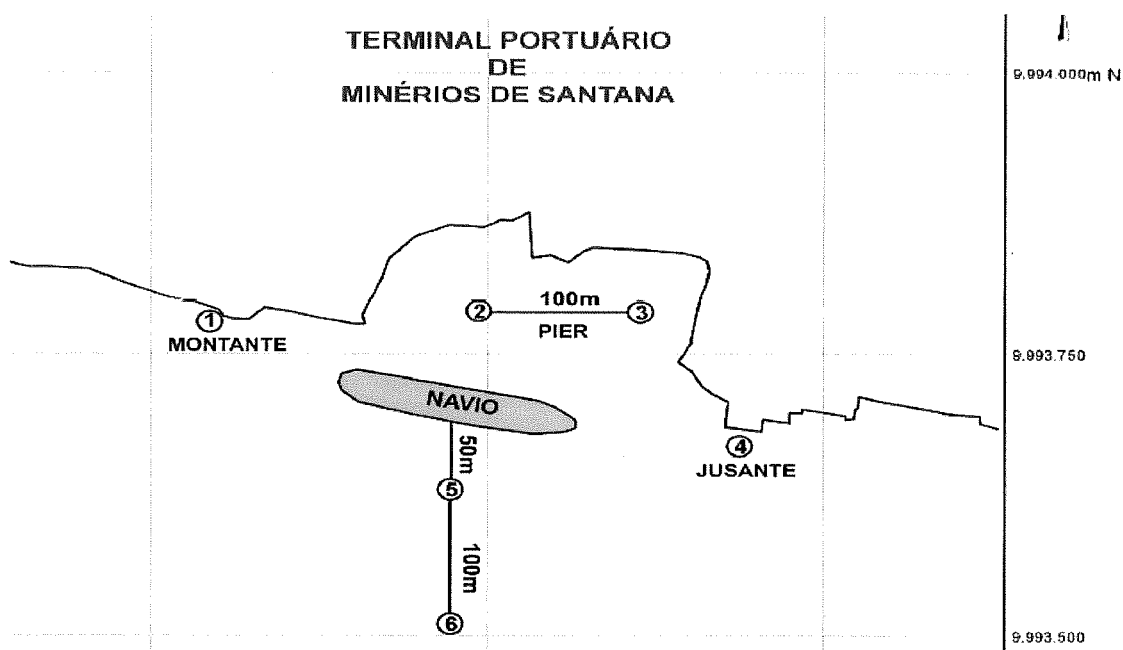 TERMINAL PORTUÁRIO
DE
MINÉRIOS DE SANTANA
9.994.000m N
100m
2
3
PIER
1
MONTANTE
9.993.750
NAVIO
50m
4
JUSANTE
5
100m
6
9.993.500